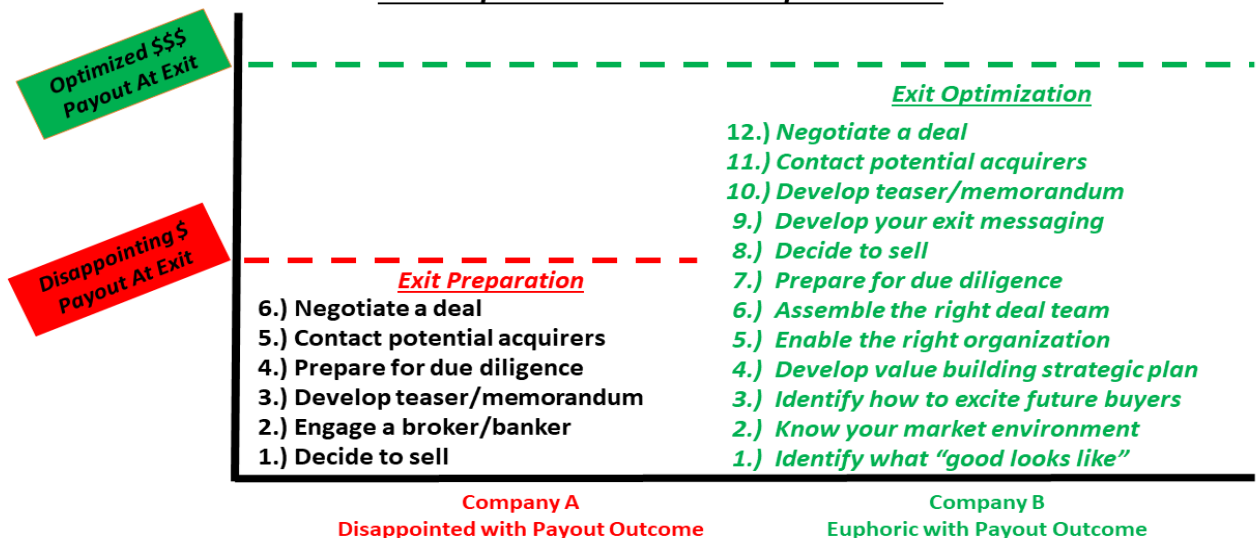 Optimized $$$
Payout At Exit
Disappointing $
Payout At Exit
Exit Preparation
6.) Negotiate a deal
5.) Contact potential acquirers
4.) Prepare for due diligence
3.) Develop teaser/memorandum
2.) Engage a broker/banker
1.) Decide to sell
Exit Optimization
12.) Negotiate a deal
11.) Contact potential acquirers
10.) Develop teaser/memorandum
9.) Develop your exit messaging
8.) Decide to sell
7.) Prepare for due diligence
6.) Assemble the right deal team
5.) Enable the right organization
4.) Develop value building strategic plan
3.) Identify how to excite future buyers
2.) Know your market environment
1.) Identify what “good looks like”
Company A
Disappointed with Payout Outcome
Company B
Euphoric with Payout Outcome